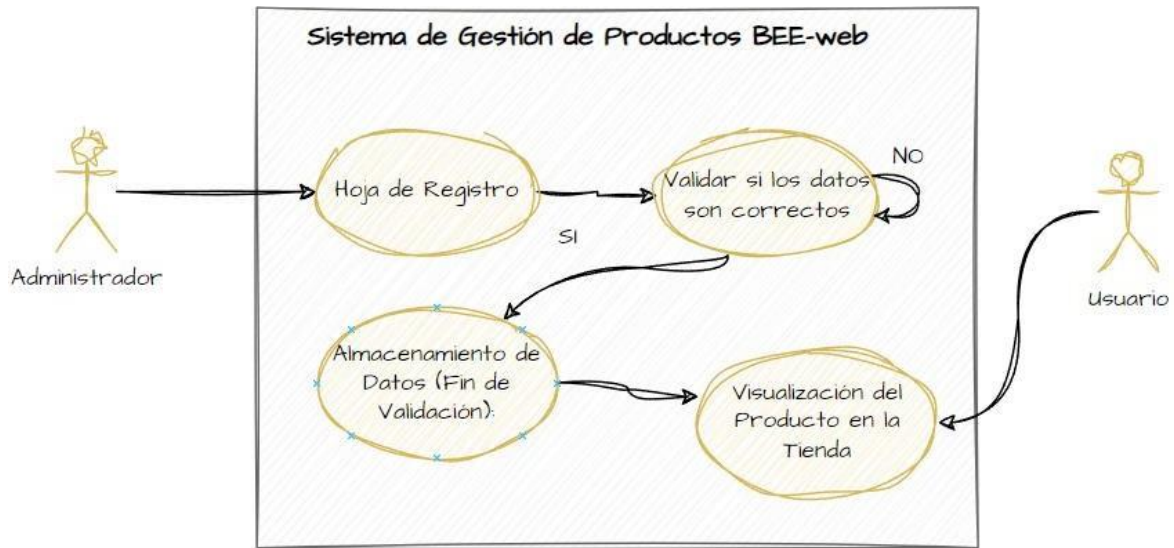 Sistema de Gestión de Productos BEE-web
Hoja de Registro
Validar si los datos
son correctos
NO
SI
Administrador
Usuario
Almacenamiento de
Datos (Fin de
Validación):
Visualización del
Producto en la
Tienda